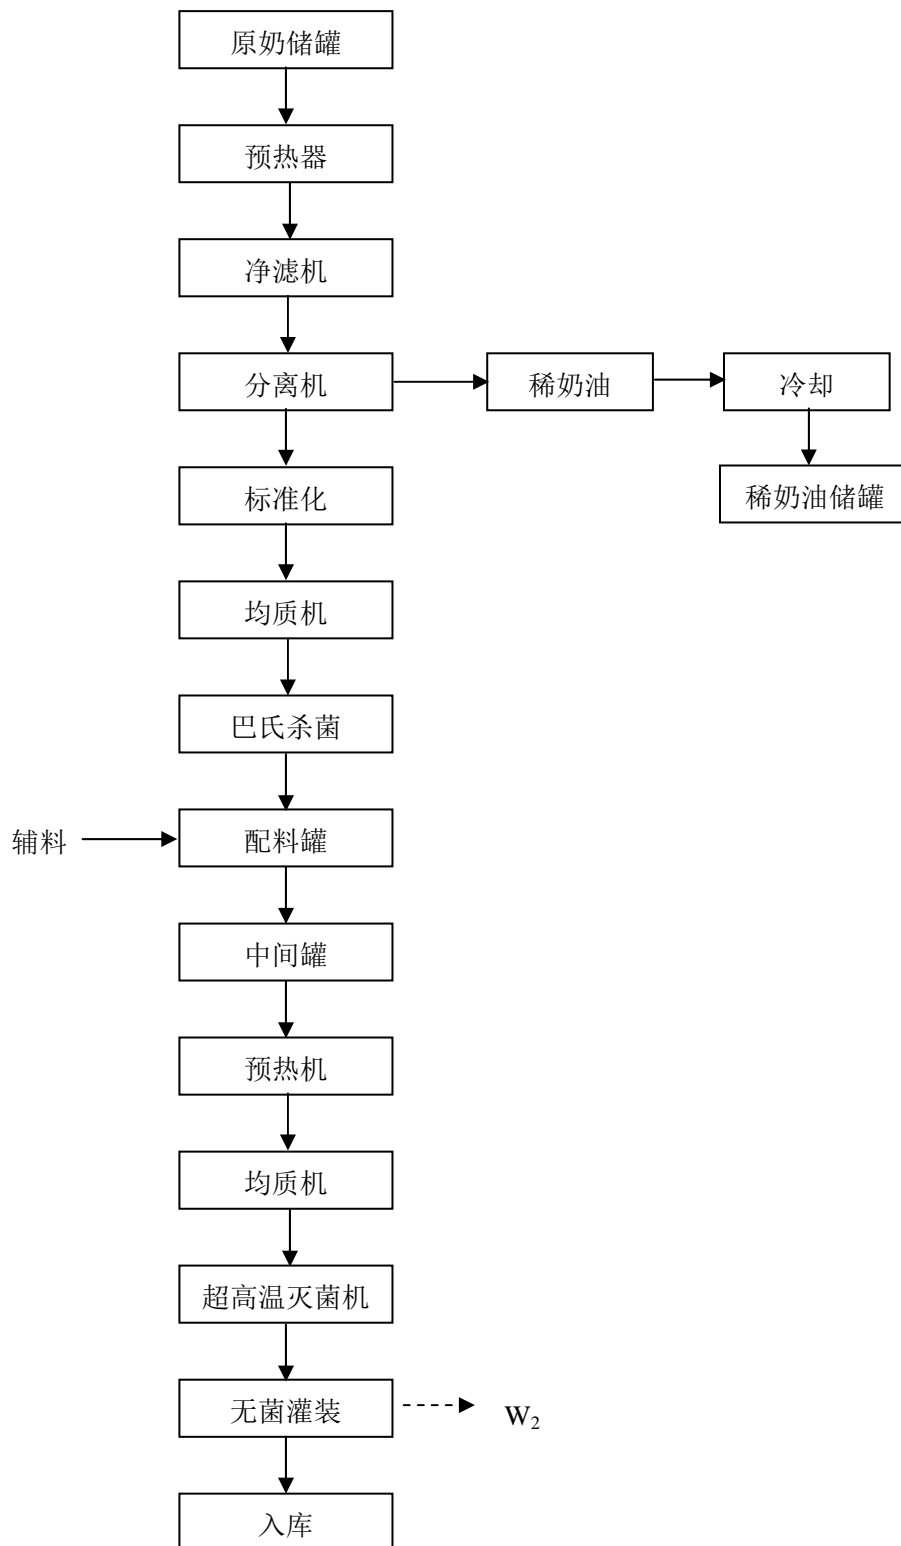 原奶储罐
预热器
净滤机
分离机
稀奶油
冷却
标准化
稀奶油储罐
均质机
巴氏杀菌
辅料
配料罐
中间罐
预热机
均质机
超高温灭菌机
无菌灌装
W₂
入库